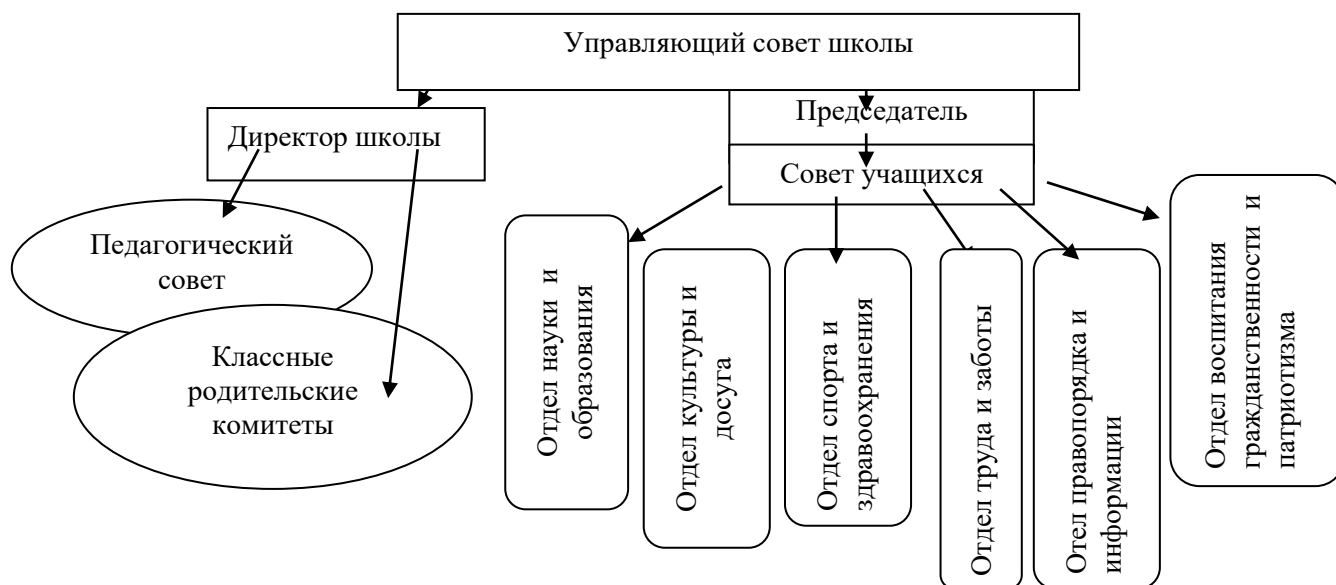 Управляющий совет школы
Председатель
Директор школы
Совет учащихся
Педагогический
совет
Классные
родительские
комитеты
Отдел науки и
образования
Отдел культуры и
досуга
Отдел спорта и
здравоохранения
Отдел труда и заботы
Отел правопорядка и
информации
Отдел воспитания
гражданственности и
патриотизма